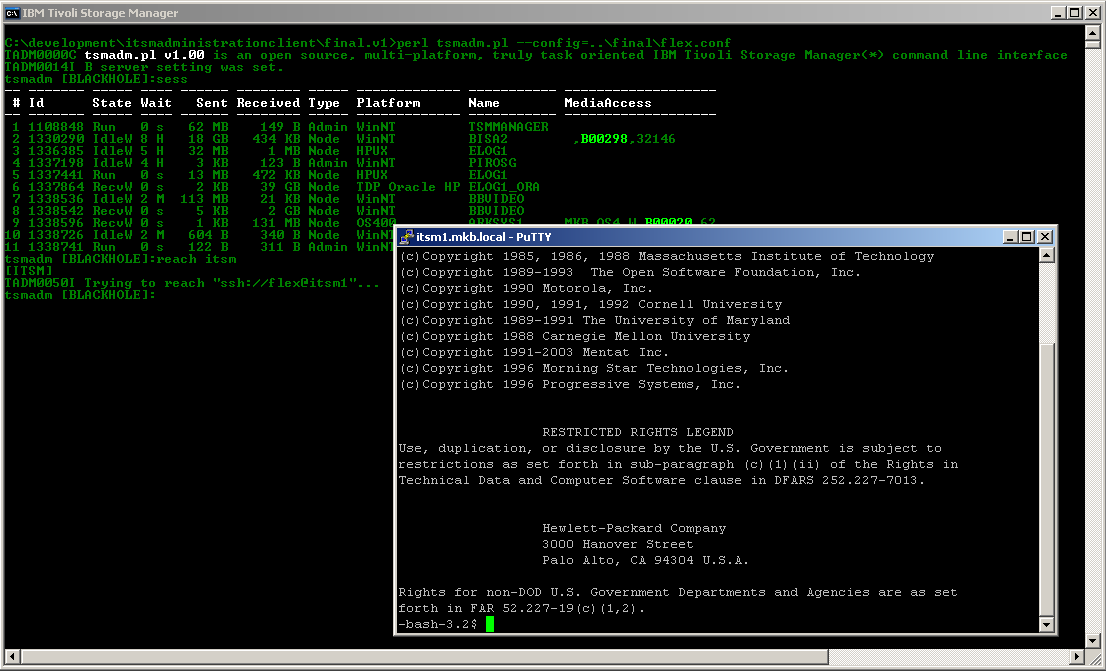 IBM Tivoli Storage Manager
C:\development\itsmadministrationclient\final.v1>perl tsmadm.pl --config=..\final\flex.conf
TADM0000C tsmadm.pl v1.00 is an open source, multi-platform, truly task oriented IBM Tivoli Storage Manager(*) command line interface
TADM0014I B server setting was set.
tsmadm [BLACKHOLE]:sess
# Id State Wait Sent Received Type Platform Name MediaAccess
1 1108848 Run 0 s 62 MB 149 B Admin WinNT TSMMANAGER
2 1330290 IdleW 8 H 18 GB 434 KB Node WinNT BISA2 ,B00298,32146
3 1336385 IdleW 5 H 32 MB 1 MB Node HPUX ELOG1
4 1337198 IdleW 4 H 3 KB 123 B Admin WinNT PIROSG
5 1337441 Run 0 s 13 MB 472 KB Node HPUX ELOG1
6 1337864 RecvW 0 s 2 KB 39 GB Node TDP Oracle HP ELOG1_ORA
7 1338536 IdleW 2 M 113 MB 21 KB Node WinNT BBVIDEO
8 1338542 RecvW 0 s 5 KB 2 GB Node WinNT BBVIDEO
9 1338596 RecvW 0 s 1 KB 131 MB Node OS400 ARKSYS1 MKB_OS4_W,B00020,62
10 1338726 IdleW 2 M 604 B 340 B Node WinNT
11 1338741 Run 0 s 122 B 311 B Admin WinNT
tsmadm [BLACKHOLE]:reach itsm
[ITSM]
TADM0050I Trying to reach "ssh://flex@itsm1"...
tsmadm [BLACKHOLE]:
itsm1.mkb.local - PuTTY
(c)Copyright 1985, 1986, 1988 Massachusetts Institute of Technology
(c)Copyright 1989-1993 The Open Software Foundation, Inc.
(c)Copyright 1990 Motorola, Inc.
(c)Copyright 1990, 1991, 1992 Cornell University
(c)Copyright 1989-1991 The University of Maryland
(c)Copyright 1988 Carnegie Mellon University
(c)Copyright 1991-2003 Mentat Inc.
(c)Copyright 1996 Morning Star Technologies, Inc.
(c)Copyright 1996 Progressive Systems, Inc.
RESTRICTED RIGHTS LEGEND
Use, duplication, or disclosure by the U.S. Government is subject to
restrictions as set forth in sub-paragraph (c)(1)(ii) of the Rights in
Technical Data and Computer Software clause in DFARS 252.227-7013.
Hewlett-Packard Company
3000 Hanover Street
Palo Alto, CA 94304 U.S.A.
Rights for non-DOD U.S. Government Departments and Agencies are as set
forth in FAR 52.227-19(c)(1,2).
-bash-3.2$